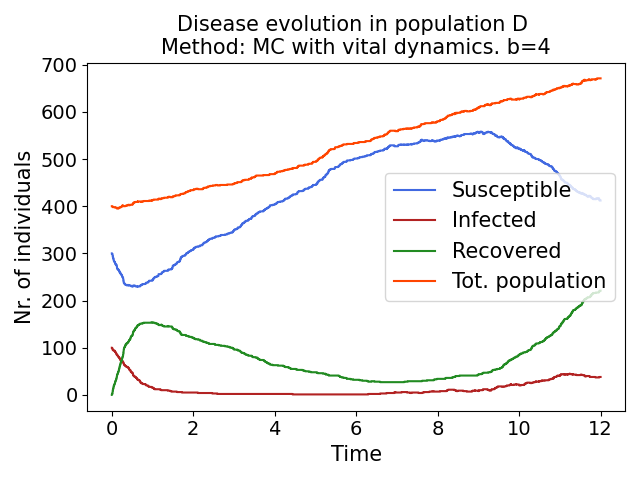 Disease evolution in population D
Method: MC with vital dynamics. b=4
700
600
500
400
300
200
100
0
Nr. of individuals
Susceptible
Infected
Recovered
Tot. population
0 2 4 6 8 10 12
Time